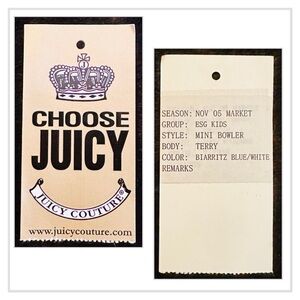 CHOOSE
JUICY
JUICY COUTURE®
www.juicycouture.com
SEASON: NOV 05 MARKET
GROUP: ESG KIDS
STYLE: MINI BOWLER
BODY: TERRY
COLOR: BIARRITZ BLUE/WHITE
REMARKS